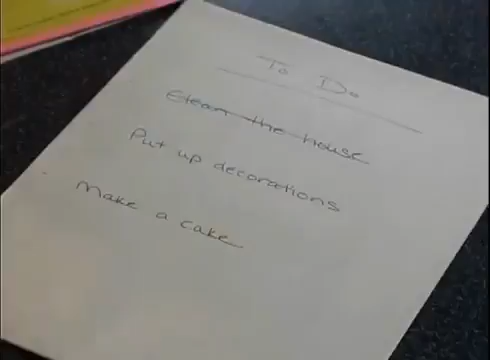 To Do
Clean the house
Put up decorations
Make a cake